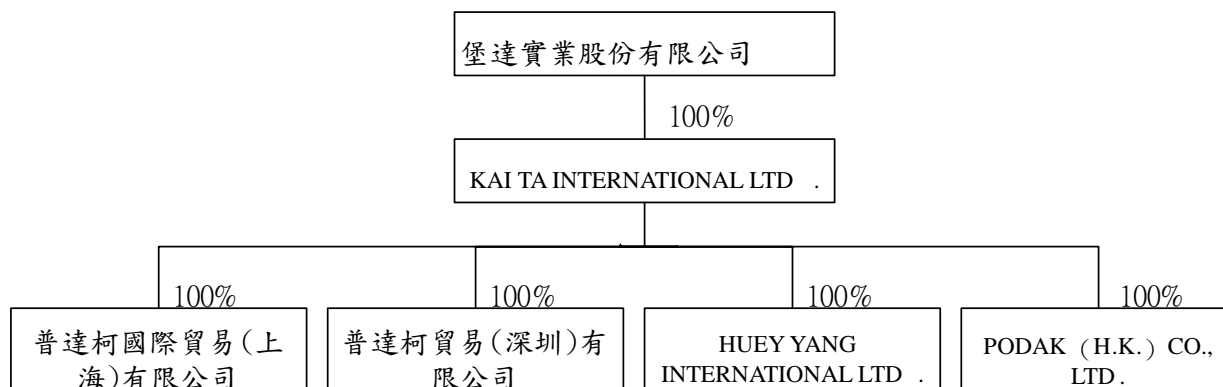 堡達實業股份有限公司
100%
KAI TA INTERNATIONAL LTD .
100%
100%
100%
100%
普達柯國際貿易(上
海)有限公司
普達柯貿易(深圳)有
限公司
HUEY YANG
INTERNATIONAL LTD .
PODAK (H.K.) CO.,
LTD.